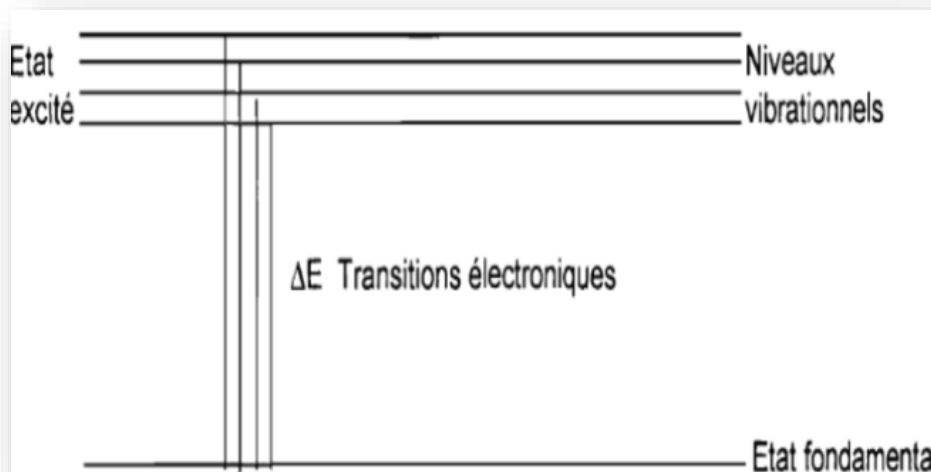 Etat
excité
Niveaux
vibrationnels
ΔE Transitions électroniques
Etat fondamenta